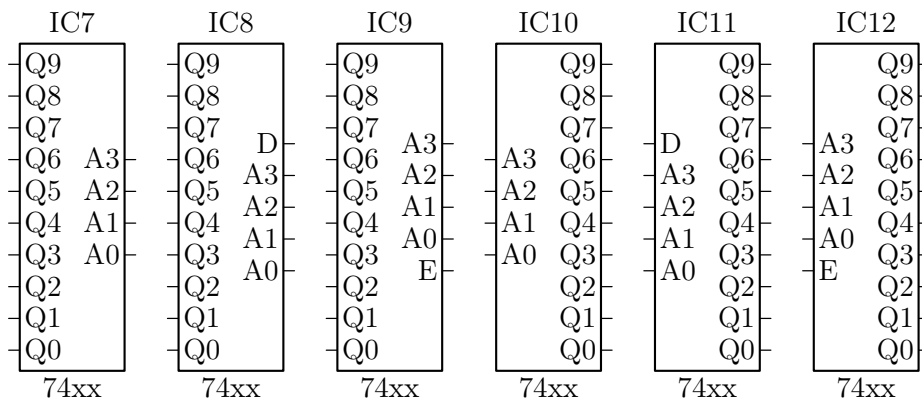 IC7 IC8 IC9 IC10 IC11 IC12
Q9 Q9 Q9 Q9 Q9 Q9
Q8 Q8 Q8 Q8 Q8 Q8
Q7 Q7 Q7 Q7 Q7 Q7
D A3 D A3
Q6 A3 Q6 Q6 A3 Q6 Q6 Q6
A3 A2 A3 A2
Q5 A2 Q5 Q5 A2 Q5 Q5 Q5
A2 A1 A2 A1
Q4 A1 Q4 Q4 A1 Q4 Q4 Q4
A1 A0 A1 A0
Q3 A0 Q3 Q3 A0 Q3 Q3 Q3
A0 E A0 E
Q2 Q2 Q2 Q2 Q2 Q2
Q1 Q1 Q1 Q1 Q1 Q1
Q0 Q0 Q0 Q0 Q0 Q0
74xx 74xx 74xx 74xx 74xx 74xx